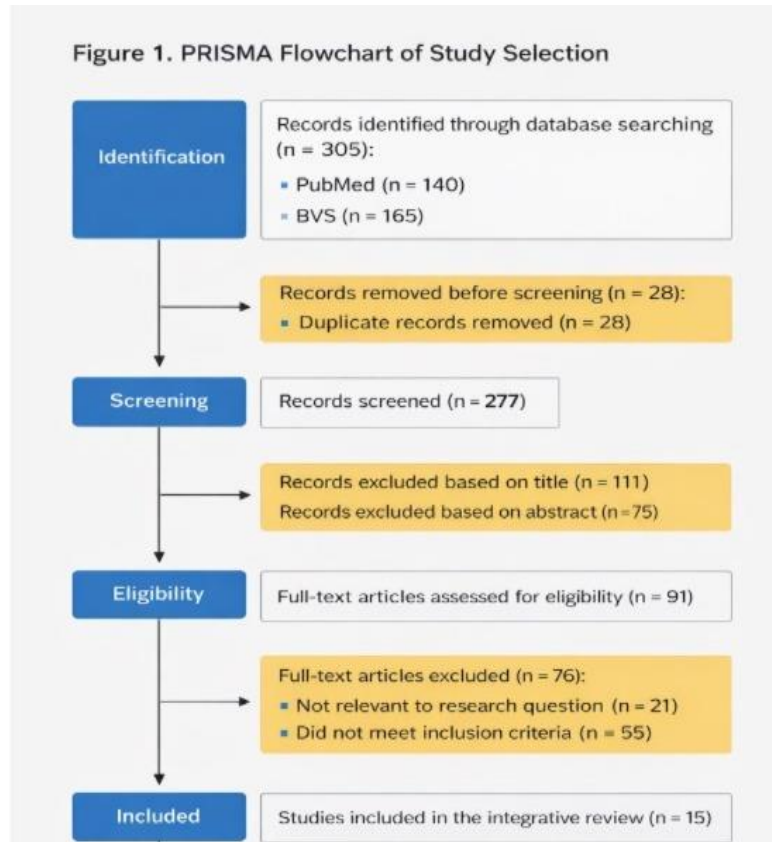 Figure 1. PRISMA Flowchart of Study Selection
Identification
Records identified through database searching
(n = 305):
▪ PubMed (n = 140)
▪ BVS (n = 165)
Records removed before screening (n = 28):
▪ Duplicate records removed (n = 28)
Screening
Records screened (n = 277)
Records excluded based on title (n = 111)
Records excluded based on abstract (n=75)
Eligibility
Full-text articles assessed for eligibility (n = 91)
Full-text articles excluded (n = 76):
▪ Not relevant to research question (n = 21)
▪ Did not meet inclusion criteria (n = 55)
Included
Studies included in the integrative review (n = 15)